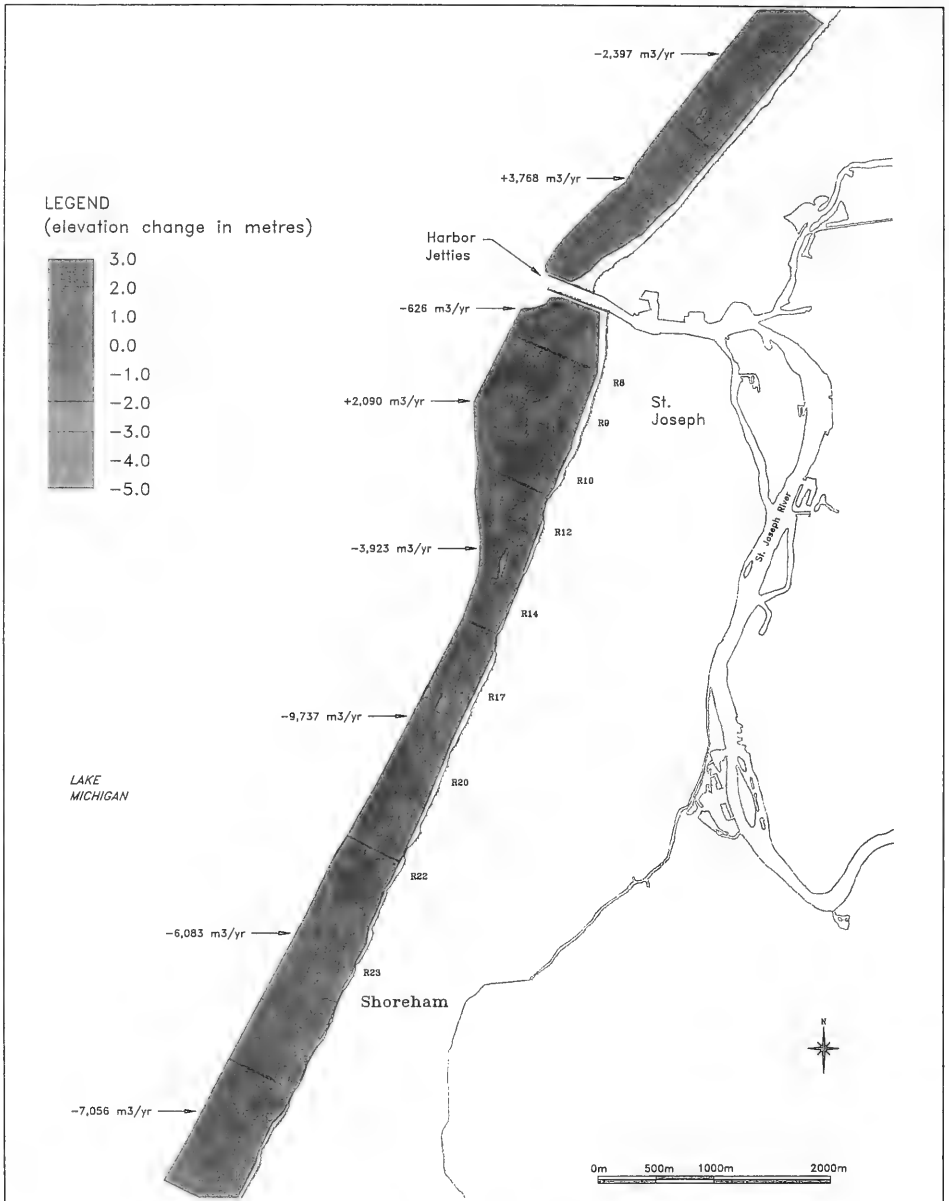 -2,397 m3/yr
+3,768 m3/yr
LEGEND
(elevation change in metres)
3.0
2.0
1.0
0.0
-1.0
-2.0
-3.0
-4.0
-5.0
Harbor
Jetties
-626 m3/yr
+2,090 m3/yr
R8
St.
Joseph
R9
R10
R12
-3,923 m3/yr
St. Joseph River
R14
R17
-9,737 m3/yr
LAKE
MICHIGAN
R20
R22
-6,083 m3/yr
R23
Shoreham
N
-7,056 m3/yr
0m 500m 1000m 2000m